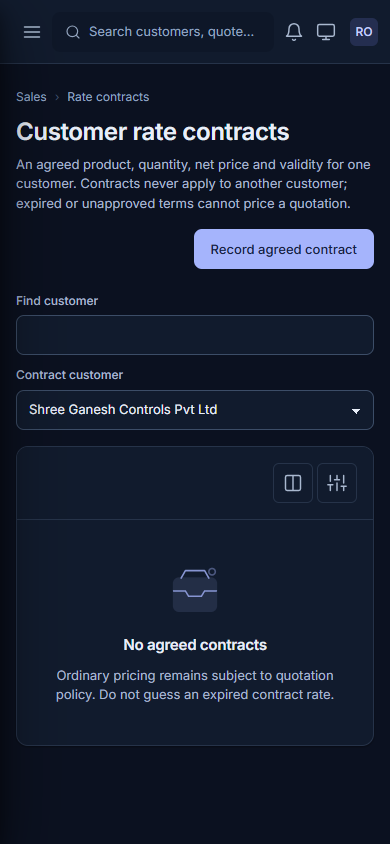 Search customers, quote...
RO
Sales › Rate contracts
Customer rate contracts
An agreed product, quantity, net price and validity for one
customer. Contracts never apply to another customer;
expired or unapproved terms cannot price a quotation.
Record agreed contract
Find customer
Contract customer
Shree Ganesh Controls Pvt Ltd
No agreed contracts
Ordinary pricing remains subject to quotation
policy. Do not guess an expired contract rate.